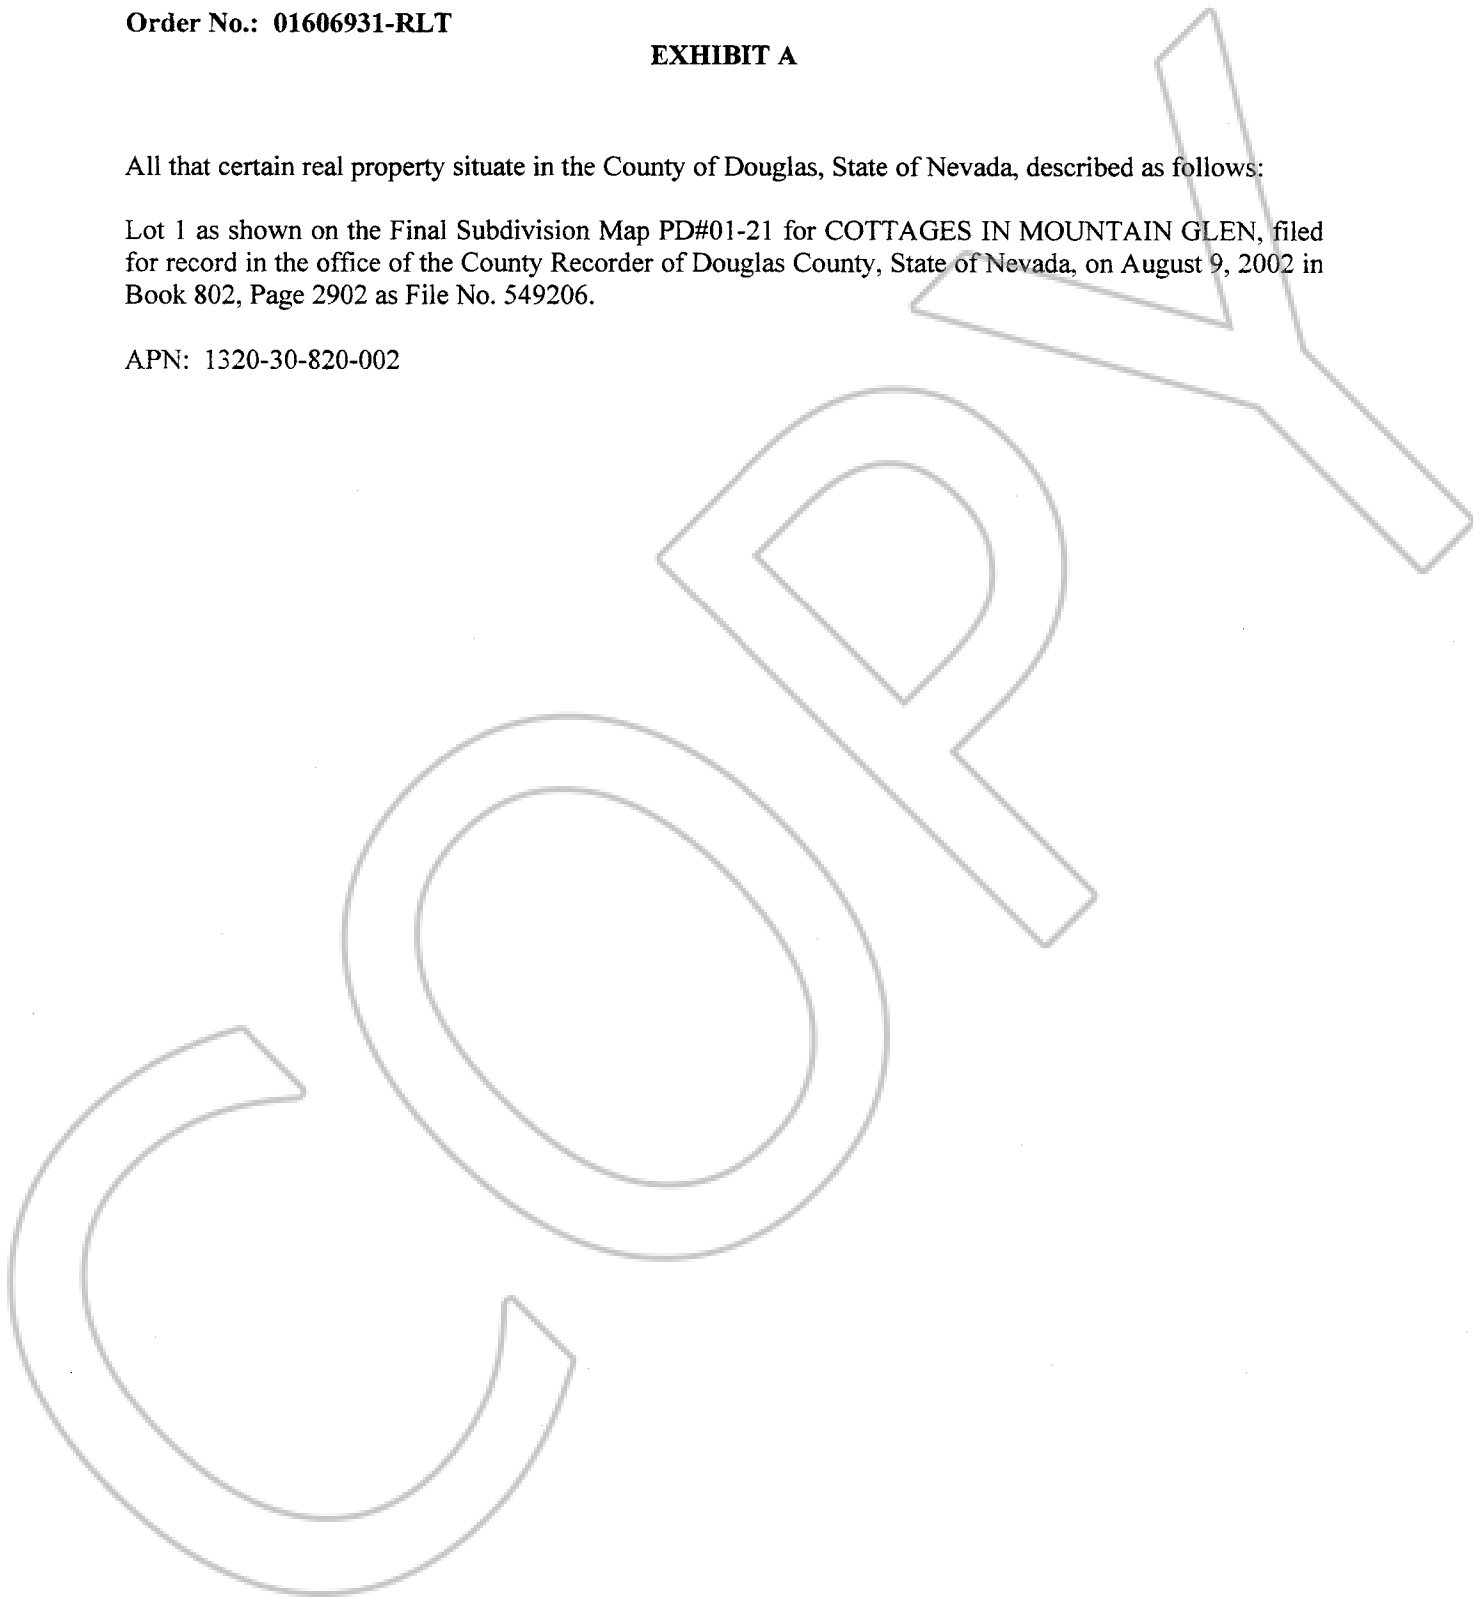 Order No.: 01606931-RLT
EXHIBIT A
All that certain real property situate in the County of Douglas, State of Nevada, described as follows:
Lot 1 as shown on the Final Subdivision Map PD#01-21 for COTTAGES IN MOUNTAIN GLEN, filed
for record in the office of the County Recorder of Douglas County, State of Nevada, on August 9, 2002 in
Book 802, Page 2902 as File No. 549206.
APN: 1320-30-820-002
COPY